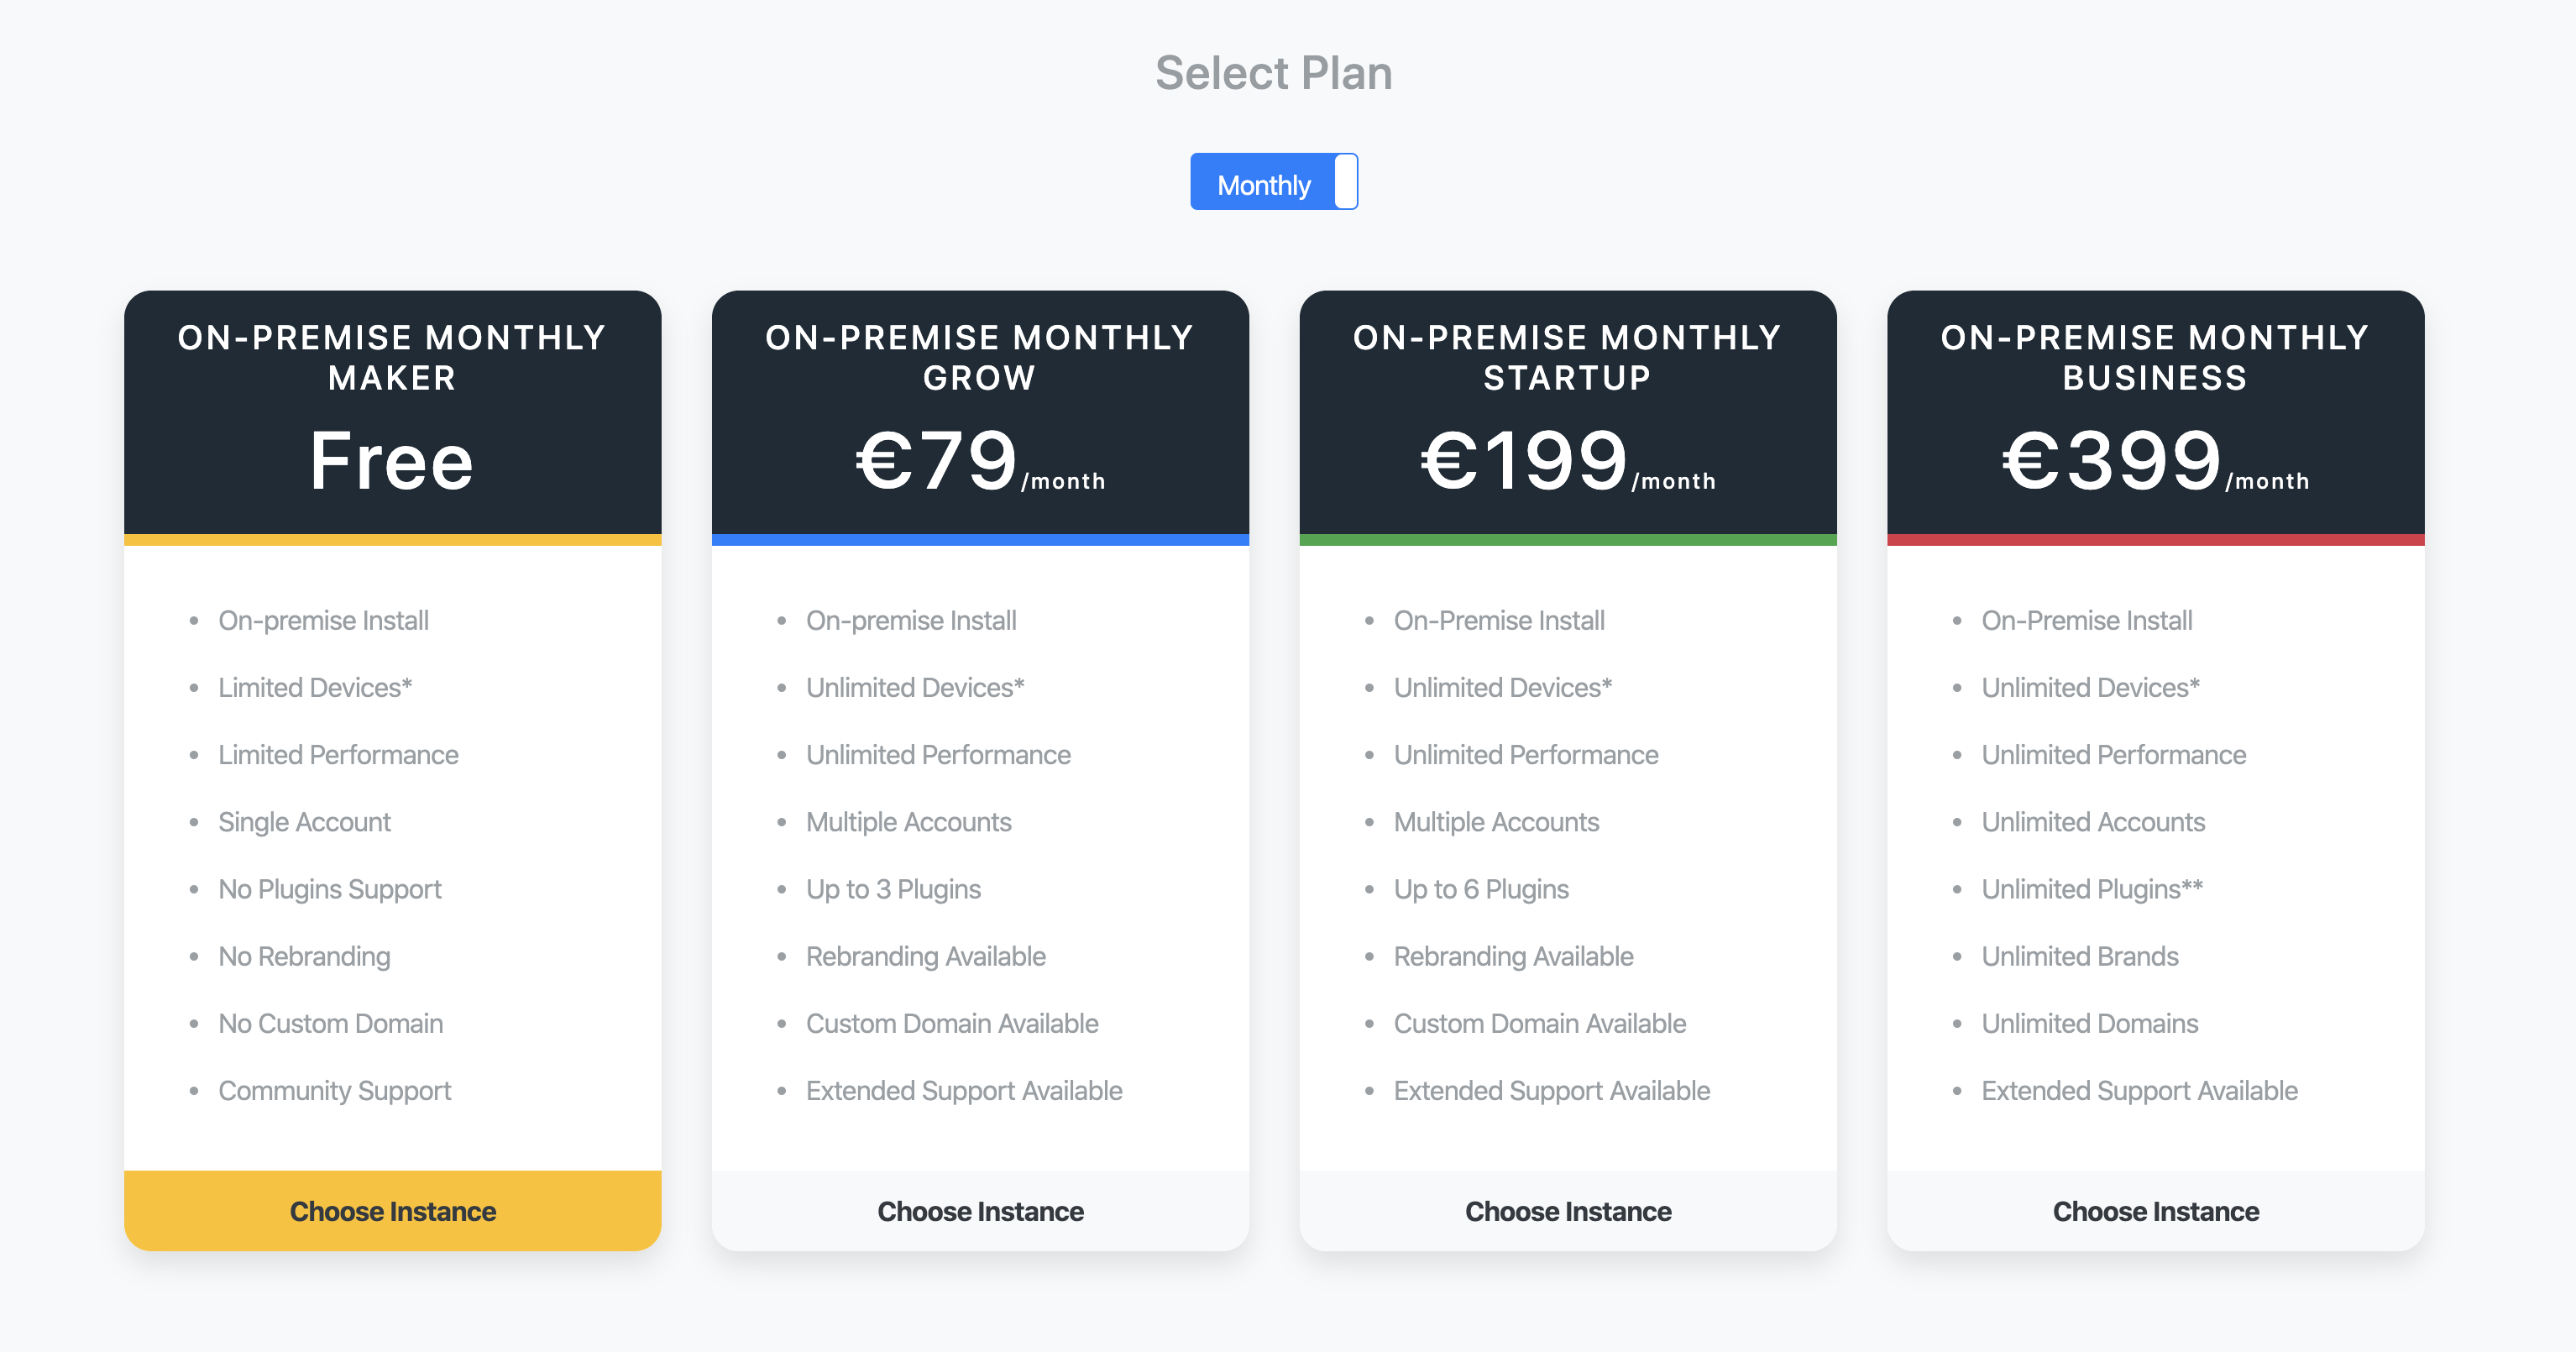 Select Plan
Monthly
ON-PREMISE MONTHLY
MAKER
Free
• On-premise Install
• Limited Devices*
• Limited Performance
• Single Account
• No Plugins Support
• No Rebranding
• No Custom Domain
• Community Support
Choose Instance
ON-PREMISE MONTHLY
GROW
€79/month
• On-premise Install
• Unlimited Devices*
• Unlimited Performance
• Multiple Accounts
• Up to 3 Plugins
• Rebranding Available
• Custom Domain Available
• Extended Support Available
Choose Instance
ON-PREMISE MONTHLY
STARTUP
€199/month
• On-Premise Install
• Unlimited Devices*
• Unlimited Performance
• Multiple Accounts
• Up to 6 Plugins
• Rebranding Available
• Custom Domain Available
• Extended Support Available
Choose Instance
ON-PREMISE MONTHLY
BUSINESS
€399/month
• On-Premise Install
• Unlimited Devices*
• Unlimited Performance
• Unlimited Accounts
• Unlimited Plugins**
• Unlimited Brands
• Unlimited Domains
• Extended Support Available
Choose Instance